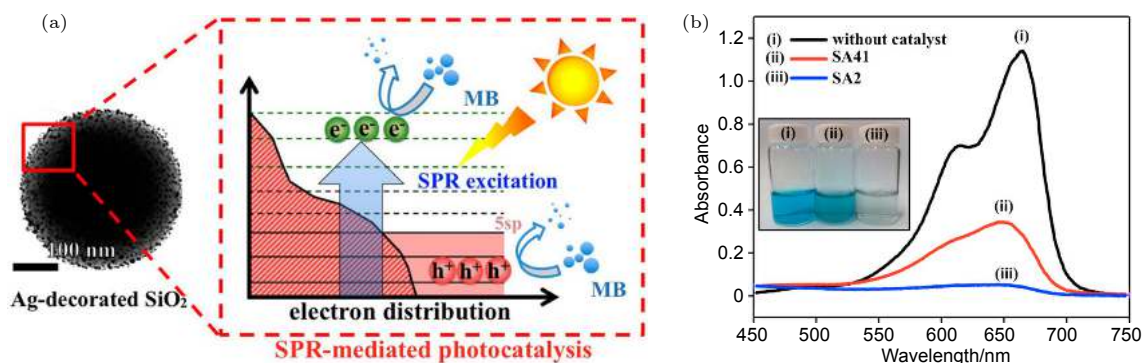 (a)
MB
e⁻ e⁻ e⁻
SPR excitation
5sp
h⁺ h⁺ h⁺
MB
100 nm
Ag-decorated SiO₂
electron distribution
SPR-mediated photocatalysis
(b)
(i) without catalyst
(ii) SA41
(iii) SA2
(i)
(ii)
(iii)
(i) (ii) (iii)
Absorbance
1.2
1.0
0.8
0.6
0.4
0.2
0
450 500 550 600 650 700 750
Wavelength/nm